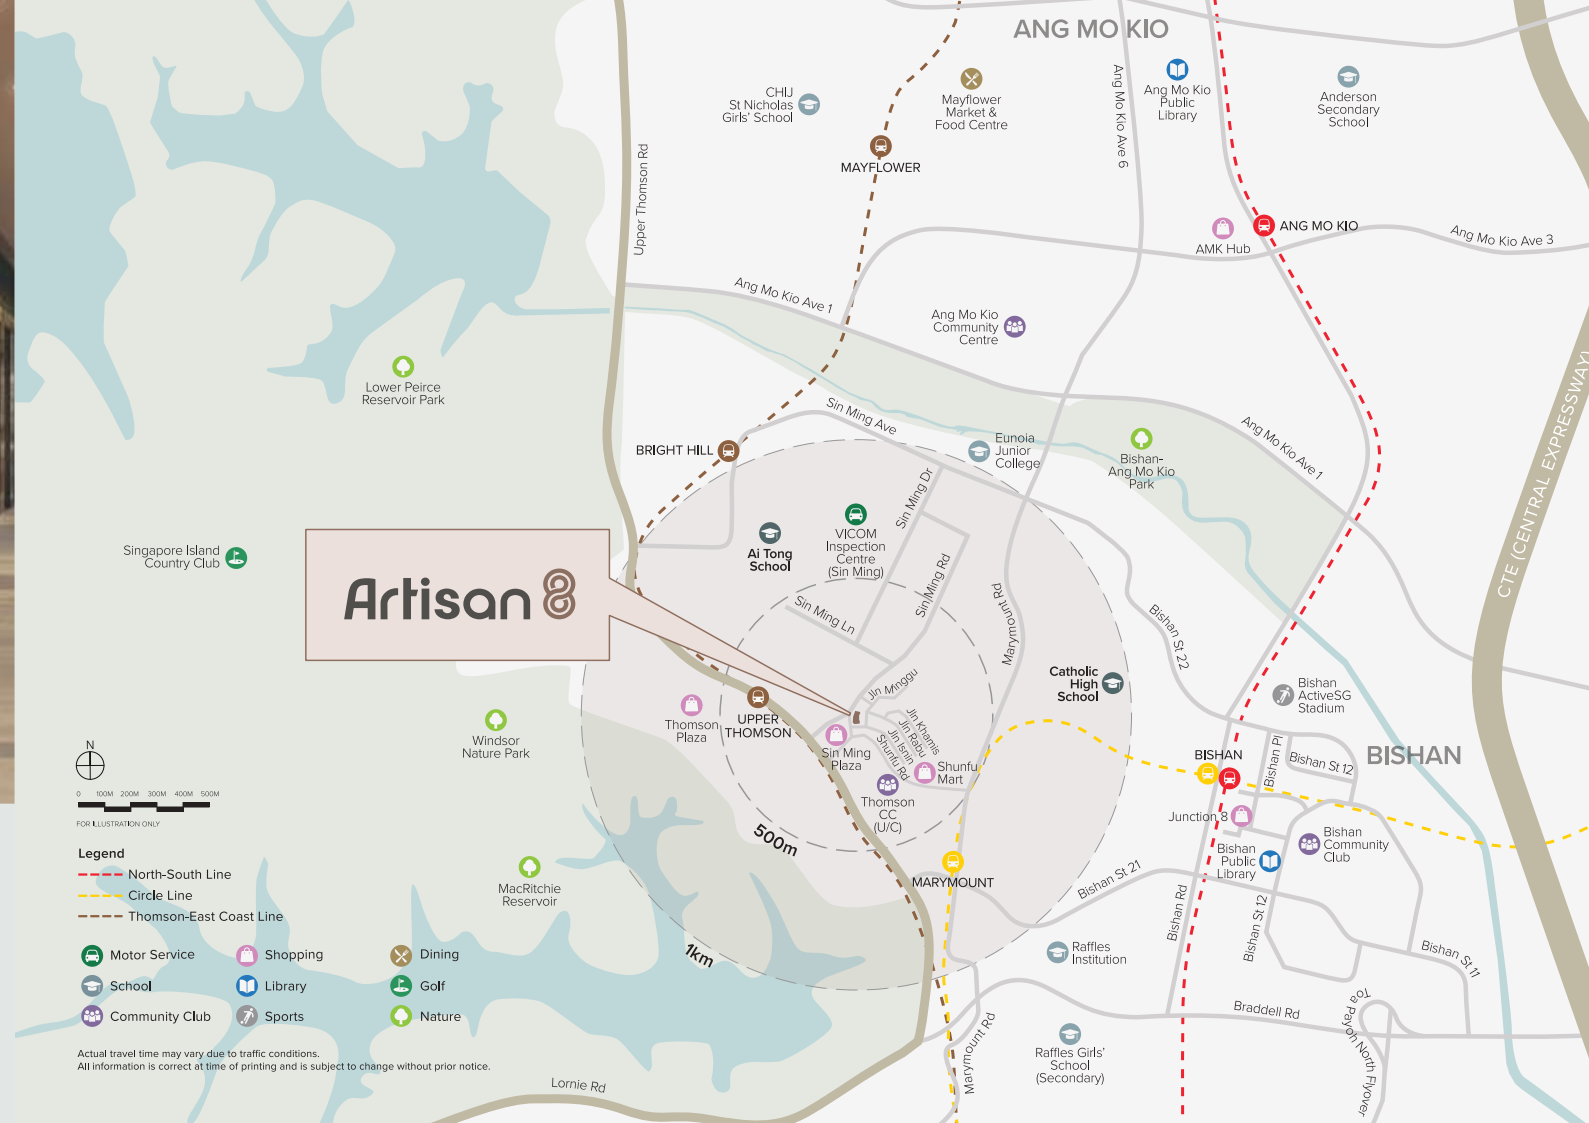 ANG MO KIO
CHIJ
St Nicholas
Girls' School
Mayflower
Market &
Food Centre
Ang Mo Kio Ave 6
Ang Mo Kio
Public
Library
Anderson
Secondary
School
MAYFLOWER
Upper Thomson Rd
AMK Hub
ANG MO KIO
Ang Mo Kio Ave 3
Ang Mo Kio Ave 1
Ang Mo Kio
Community
Centre
Lower Peirce
Reservoir Park
CTE (CENTRAL EXPRESSWAY)
Sin Ming Ave
BRIGHT HILL
Eunoia
Junior
College
Bishan-
Ang Mo Kio
Park
Ang Mo Kio Ave 1
Sin Ming Dr
Ai Tong
School
VICOM
Inspection
Centre
(Sin Ming)
Singapore Island
Country Club
Artisan 8
Sin Ming Rd
Sin Ming Ln
Marymount Rd
Bishan St 22
Catholic
High
School
Jln Minggu
Bishan
ActiveSG
Stadium
Windsor
Nature Park
Thomson
Plaza
UPPER
THOMSON
Sin Ming
Plaza
Jln Khamis
Jln Rabu
Jln Isnin
Shunfu Rd
Shunfu
Mart
Thomson
CC
(U/C)
BISHAN
Bishan Pl
Bishan St 12
BISHAN
Junction 8
Bishan
Public
Library
Bishan
Community
Club
500m
MARYMOUNT
Bishan St 21
Bishan Rd
Bishan St 12
Bishan St 11
MacRitchie
Reservoir
1km
Raffles
Institution
Braddell Rd
Toa Payoh North Flyover
Marymount Rd
Raffles Girls'
School
(Secondary)
Lornie Rd
N
0 100M 200M 300M 400M 500M
FOR ILLUSTRATION ONLY
Legend
North-South Line
Circle Line
Thomson-East Coast Line
Motor Service
Shopping
Dining
School
Library
Golf
Community Club
Sports
Nature
Actual travel time may vary due to traffic conditions.
All information is correct at time of printing and is subject to change without prior notice.